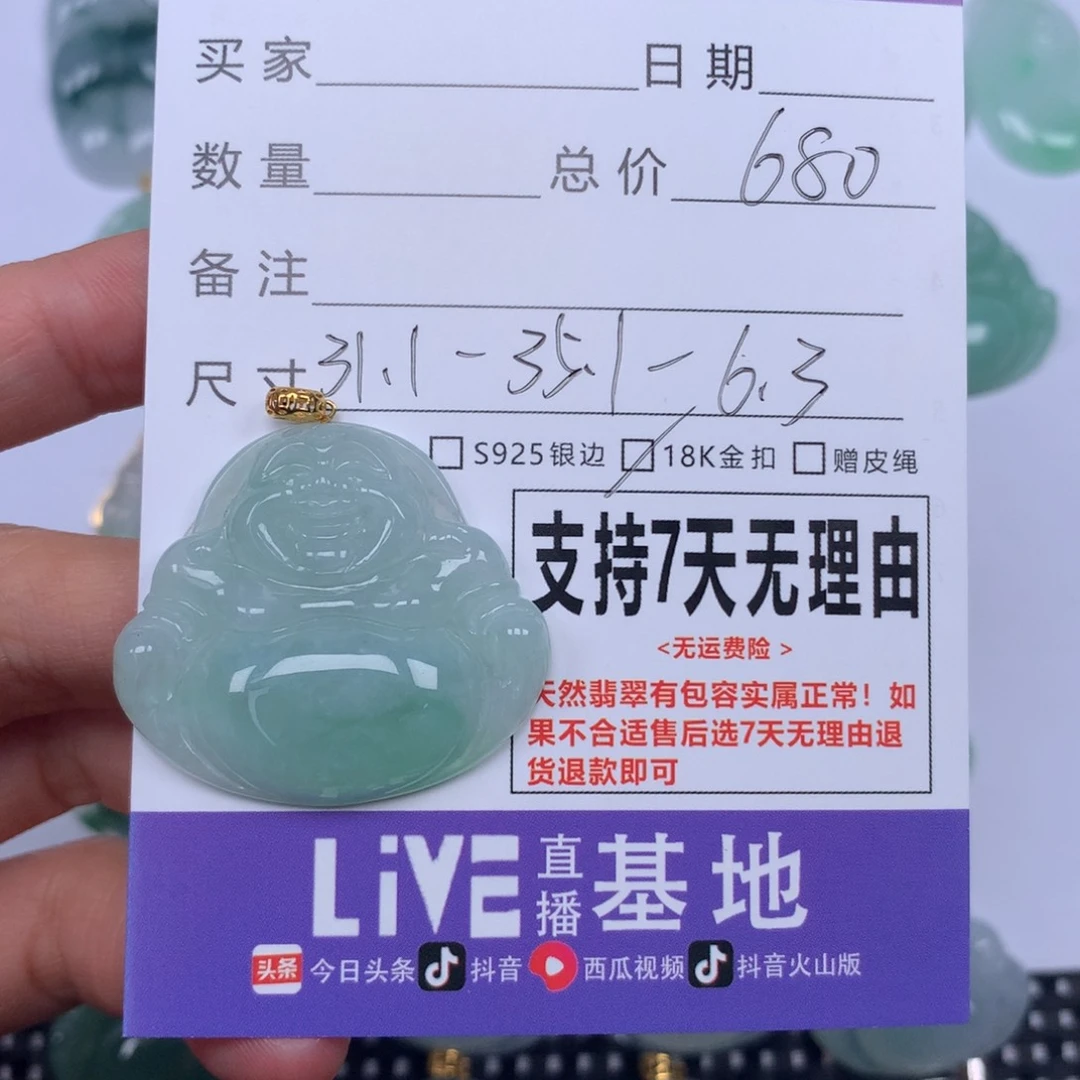 买家 日期
数量 总价 680
备注
尺寸 31.1-35.1-6.3
S925银边 18K金扣 赠皮绳
支持7天无理由
<无运费险>
天然翡翠有包容实属正常！如
果不合适售后选7天无理由退
货退款即可
LiVE 直播 基地
头条 今日头条 抖音 西瓜视频 抖音火山版